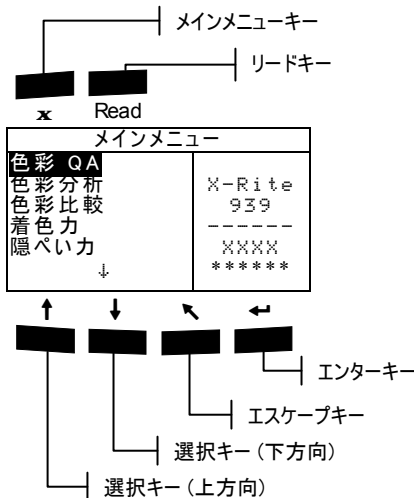 メインメニューキー
リードキー
x Read
メインメニュー
色彩 QA
色彩分析
色彩比較
着色力
隠ぺい力
↓
X-Rite
939
------
XXXX
******
↑ ↓ ↖ ↵
エンターキー
エスケープキー
選択キー(下方向)
選択キー(上方向)